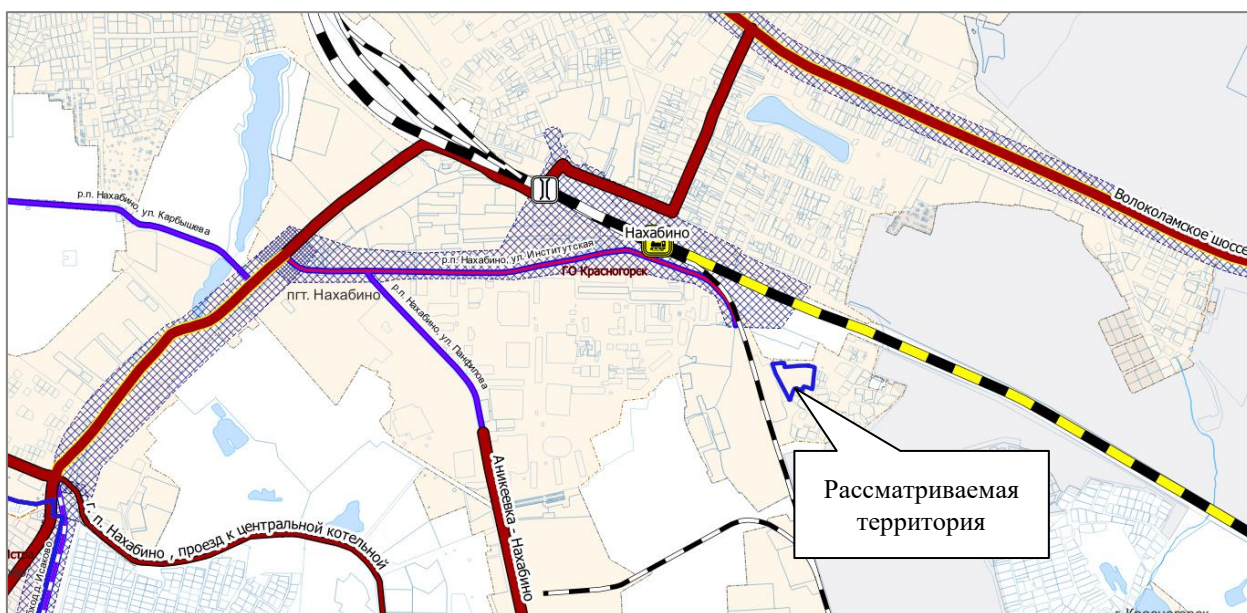 Волоколамское шоссе
р.п. Нахабино, ул. Карбышева
Нахабино
р.п. Нахабино, ул. Институтская
ГО Красногорск
пгт. Нахабино
р.п. Нахабино, ул. Панфилова
Аникеевка - Нахабино
Рассматриваемая
территория
г. п. Нахабино , проезд к центральной котельной
г. Красногорск